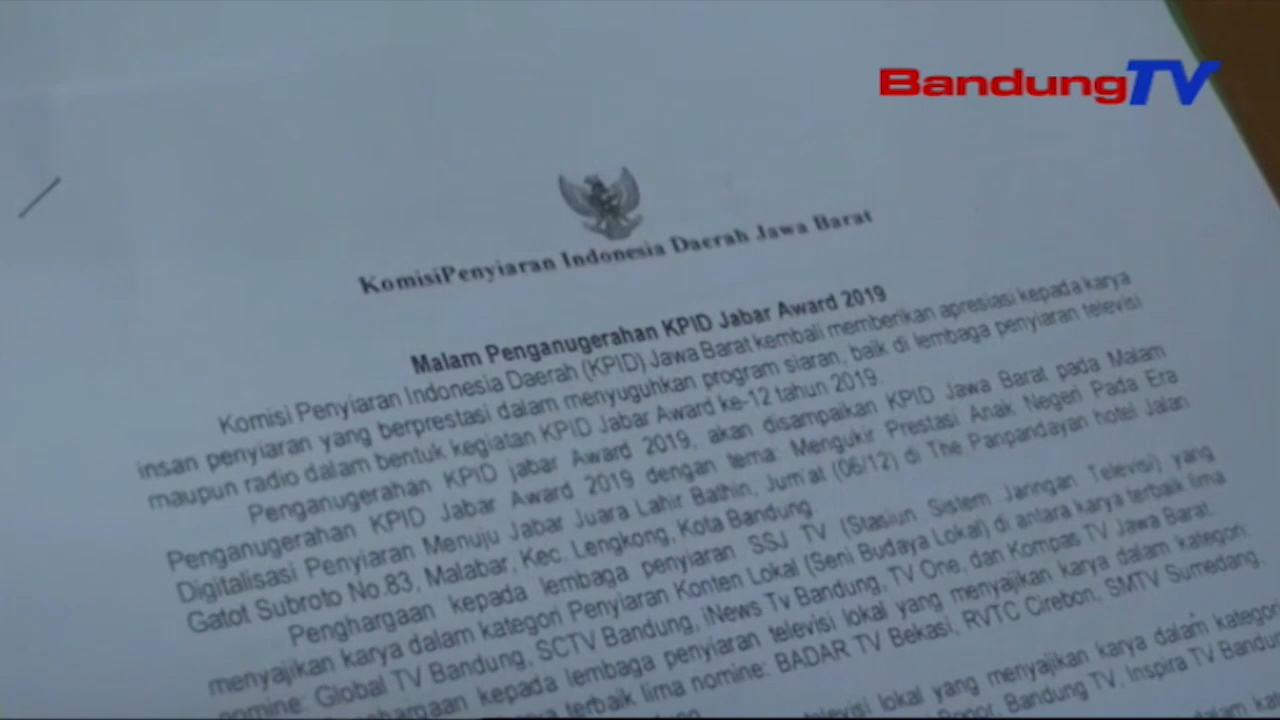 BandungTV
KomisiPenyiaran Indonesia Daerah Jawa Barat
Malam Penganugerahan KPID Jabar Award 2019
Komisi Penyiaran Indonesia Daerah (KPID) Jawa Barat kembali memberikan apresiasi kepada karya
insan penyiaran yang berprestasi dalam menyuguhkan program siaran, baik di lembaga penyiaran televisi
maupun radio dalam bentuk kegiatan KPID Jabar Award ke-12 tahun 2019.
Penganugerahan KPID jabar Award 2019, akan disampaikan KPID Jawa Barat pada Malam
Penganugerahan KPID Jabar Award 2019 dengan tema: Mengukir Prestasi Anak Negeri Pada Era
Digitalisasi Penyiaran Menuju Jabar Juara Lahir Bathin, Jum'at (06/12) di The Panpandayan hotel Jalan
Gatot Subroto No.83, Malabar, Kec. Lengkong, Kota Bandung
Penghargaan kepada lembaga penyiaran SSJ TV (Stasiun Sistem Jaringan Televisi) yang
menyajikan karya dalam kategori Penyiaran Konten Lokal (Seni Budaya Lokal) di antara karya terbaik lima
nomine: Global TV Bandung, SCTV Bandung, iNews Tv Bandung, TV One, dan Kompas TV Jawa Barat.
kepada lembaga penyiaran televisi lokal yang menyajikan karya dalam kategori:
terbaik lima nomine: BADAR TV Bekasi, RVTC Cirebon, SMTV Sumedang,
lokal yang menyajikan karya dalam
Bandung TV, Inspira TV